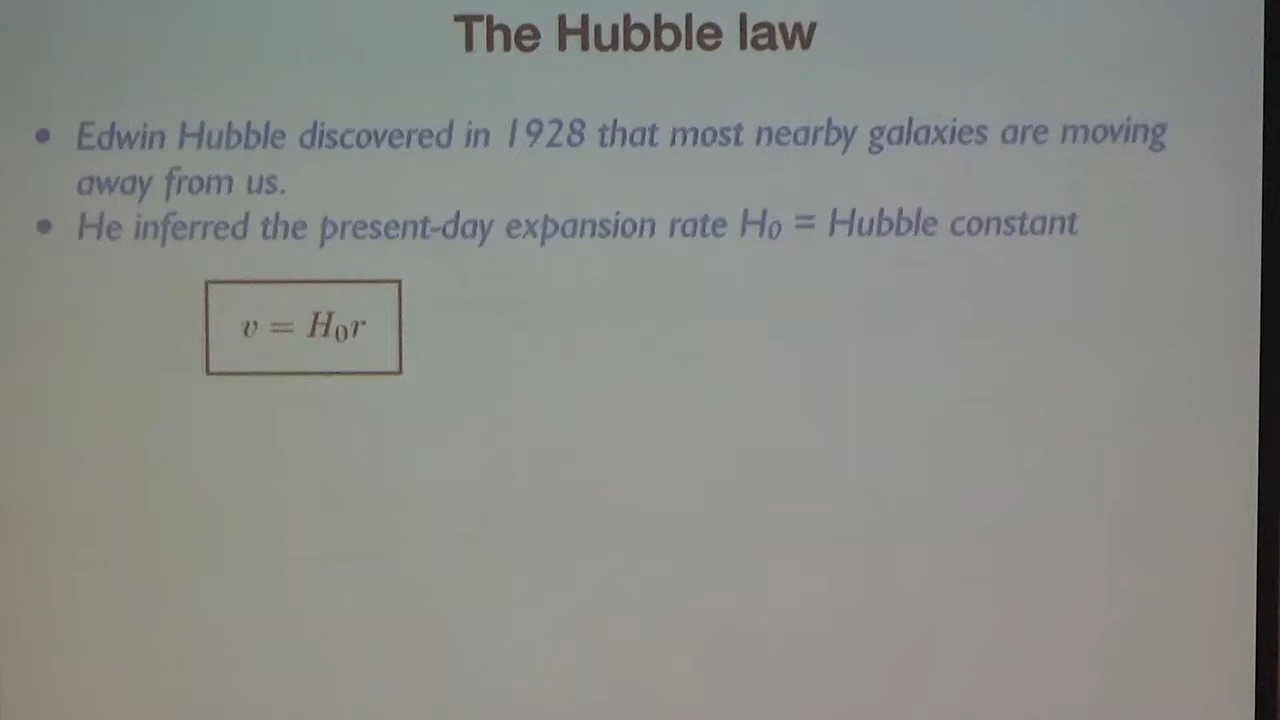 The Hubble law
• Edwin Hubble discovered in 1928 that most nearby galaxies are moving
away from us.
• He inferred the present-day expansion rate H₀ = Hubble constant
v = H₀r